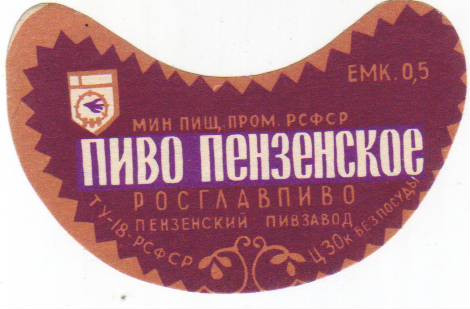 ЕМК. 0,5
МИН ПИЩ. ПРОМ. РСФСР
ПИВО ПЕНЗЕНСКОЕ
РОСГЛАВПИВО
ПЕНЗЕНСКИЙ ПИВЗАВОД
ТУ-18-РСФСР
Ц. 30к БЕЗ ПОСУДЫ